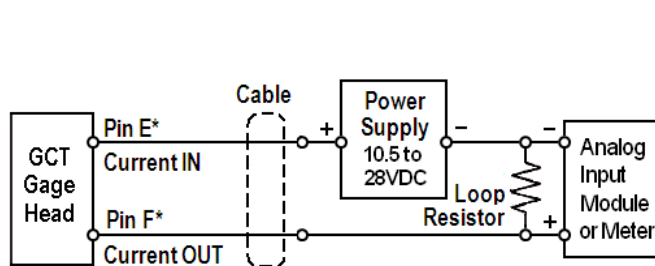 Cable
Pin E*
Current IN
+
Power
Supply
10.5 to
28VDC
–
–
GCT
Gage
Head
Loop
Resistor
Analog
Input
Module
or Meter
+
Pin F*
Current OUT